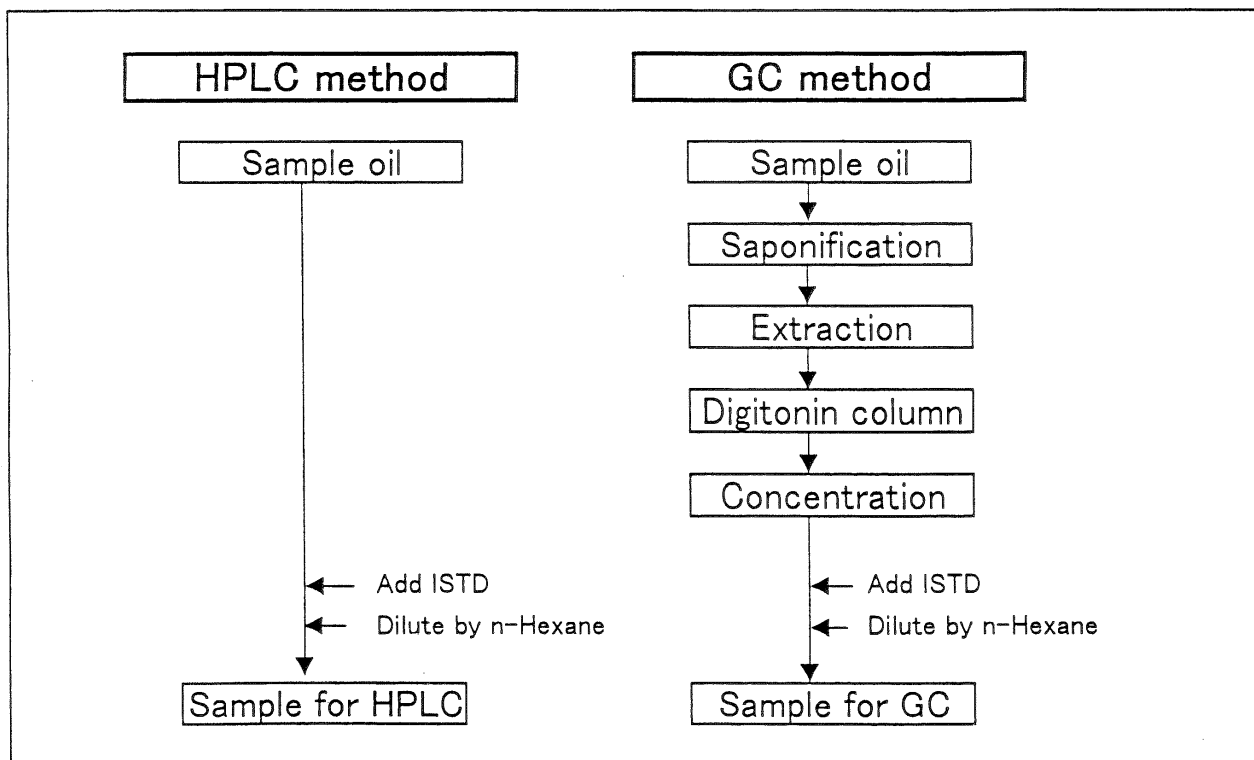 HPLC method
Sample oil
Add ISTD
Dilute by n-Hexane
Sample for HPLC
GC method
Sample oil
Saponification
Extraction
Digitonin column
Concentration
Add ISTD
Dilute by n-Hexane
Sample for GC